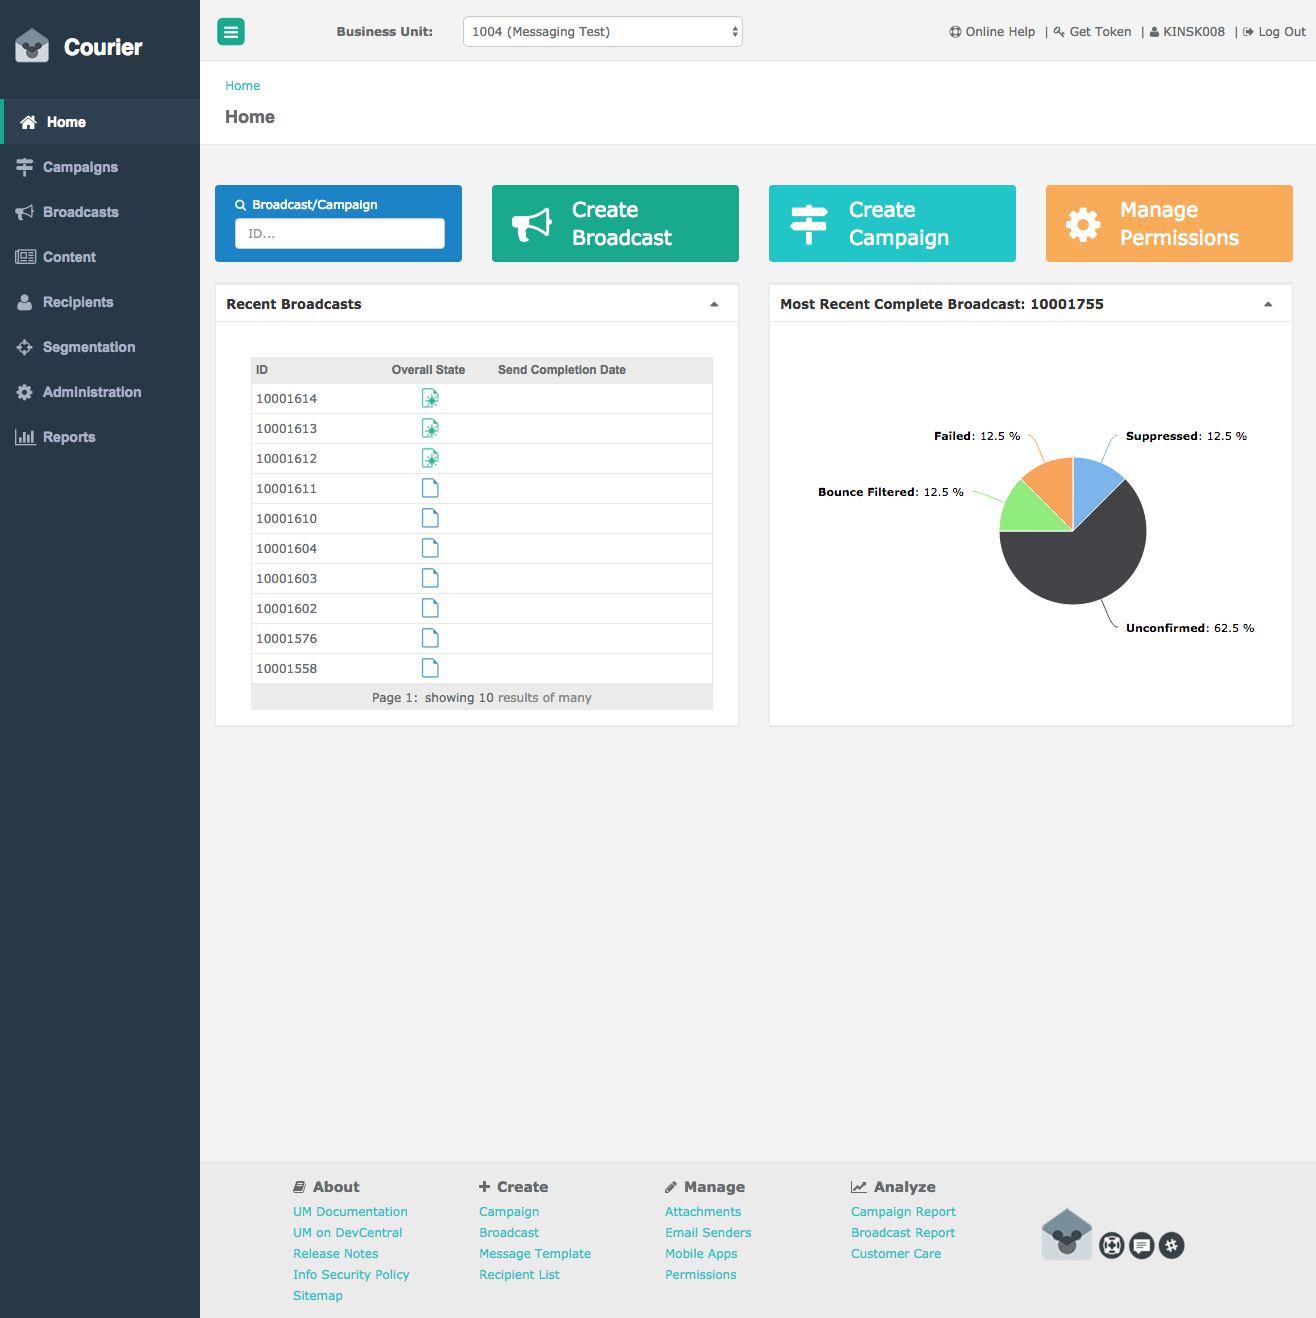 Courier
Business Unit: 1004 (Messaging Test)
Online Help | Get Token | KINSK008 | Log Out
Home
Campaigns
Broadcasts
Content
Recipients
Segmentation
Administration
Reports
Home
Home
Broadcast/Campaign
ID...
Create
Broadcast
Create
Campaign
Manage
Permissions
Recent Broadcasts
ID Overall State Send Completion Date
10001614
10001613
10001612
10001611
10001610
10001604
10001603
10001602
10001576
10001558
Page 1: showing 10 results of many
Most Recent Complete Broadcast: 10001755
Failed: 12.5 %
Suppressed: 12.5 %
Bounce Filtered: 12.5 %
Unconfirmed: 62.5 %
About
UM Documentation
UM on DevCentral
Release Notes
Info Security Policy
Sitemap
Create
Campaign
Broadcast
Message Template
Recipient List
Manage
Attachments
Email Senders
Mobile Apps
Permissions
Analyze
Campaign Report
Broadcast Report
Customer Care